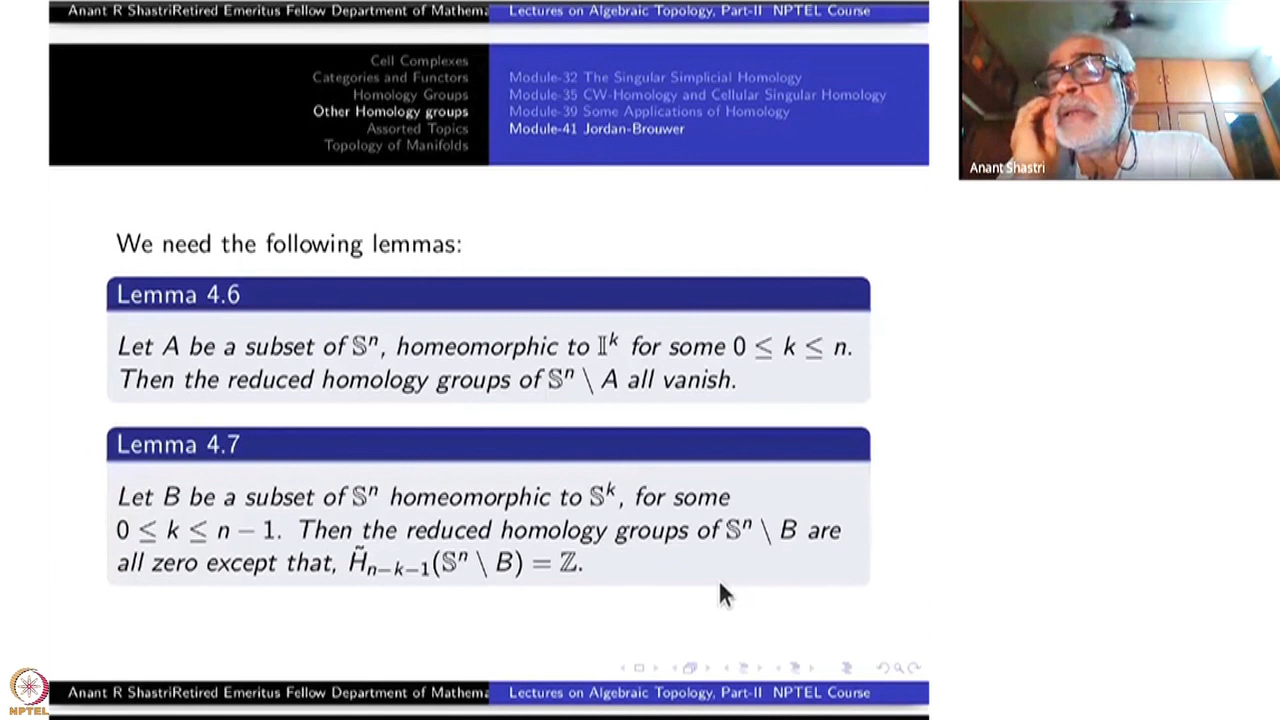 Anant R ShastriRetired Emeritus Fellow Department of Mathema
Lectures on Algebraic Topology, Part-II NPTEL Course
Cell Complexes
Categories and Functors
Homology Groups
Other Homology groups
Assorted Topics
Topology of Manifolds
Module-32 The Singular Simplicial Homology
Module-35 CW-Homology and Cellular Singular Homology
Module-39 Some Applications of Homology
Module-41 Jordan-Brouwer
Anant Shastri
We need the following lemmas:
Lemma 4.6
Let A be a subset of 𝕊ⁿ, homeomorphic to 𝕀ᵏ for some 0 ≤ k ≤ n.
Then the reduced homology groups of 𝕊ⁿ \ A all vanish.
Lemma 4.7
Let B be a subset of 𝕊ⁿ homeomorphic to 𝕊ᵏ, for some
0 ≤ k ≤ n − 1. Then the reduced homology groups of 𝕊ⁿ \ B are
all zero except that, H̃ₙ₋ₖ₋₁(𝕊ⁿ \ B) = ℤ.
NPTEL
Anant R ShastriRetired Emeritus Fellow Department of Mathema
Lectures on Algebraic Topology, Part-II NPTEL Course